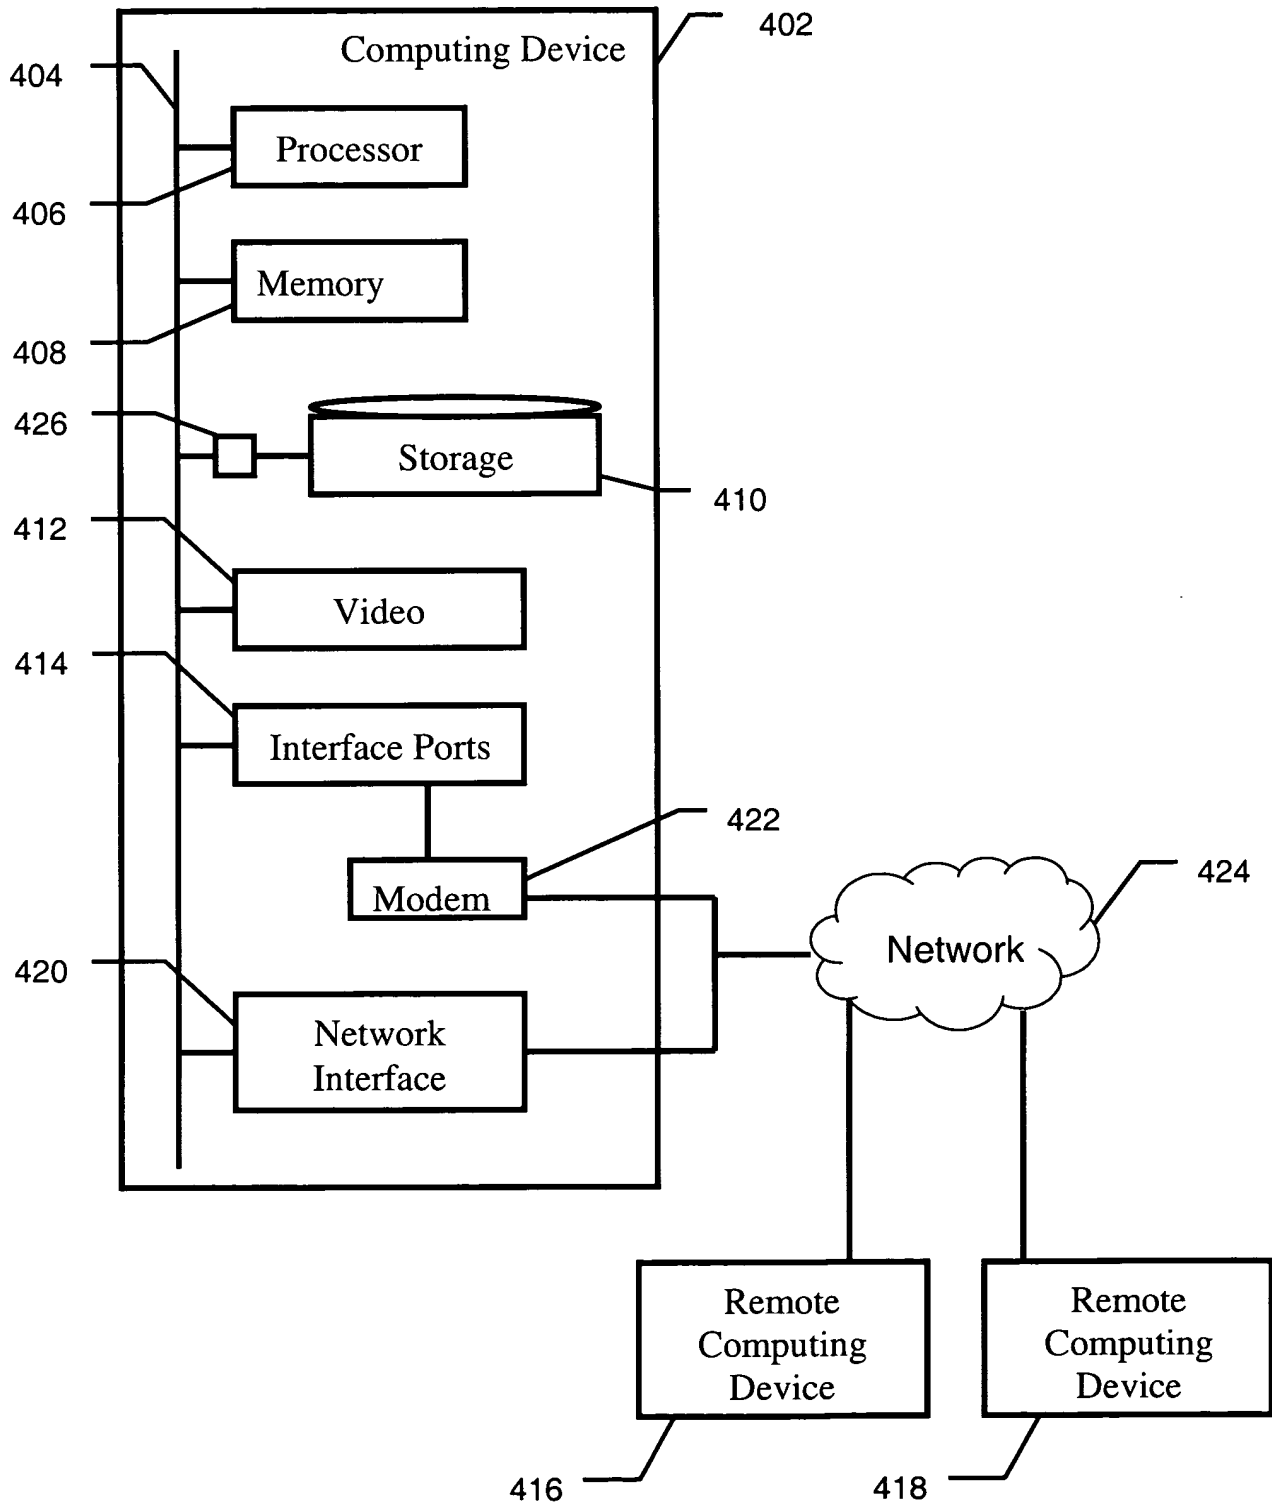 402
Computing Device
404
Processor
406
Memory
408
426
Storage
410
412
Video
414
Interface Ports
422
Modem
424
Network
420
Network
Interface
Remote
Computing
Device
Remote
Computing
Device
416
418